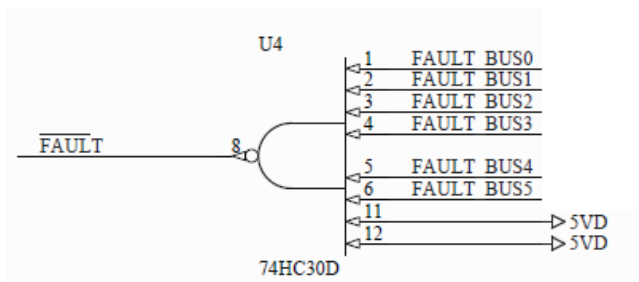 U4
1 FAULT BUS0
2 FAULT BUS1
3 FAULT BUS2
4 FAULT BUS3
FAULT 8
5 FAULT BUS4
6 FAULT BUS5
11 5VD
12 5VD
74HC30D